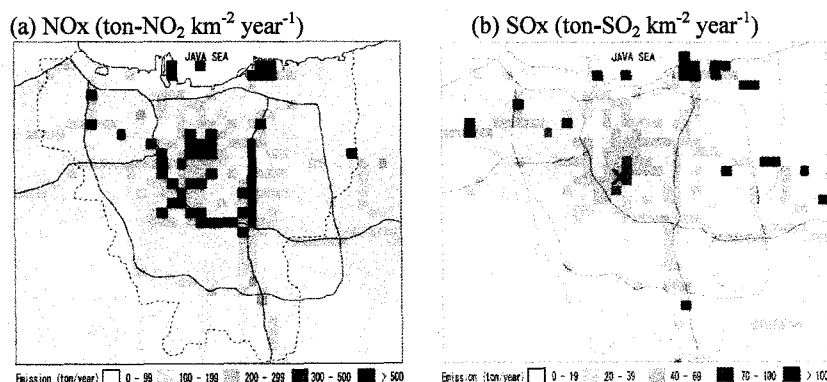 (a) NOx (ton-NO₂ km⁻² year⁻¹)
(b) SOx (ton-SO₂ km⁻² year⁻¹)
JAVA SEA
JAVA SEA
Emission (ton/year) 0 - 99 100 - 199 200 - 299 300 - 500 > 500
Emission (ton/year) 0 - 19 20 - 39 40 - 69 70 - 100 > 100